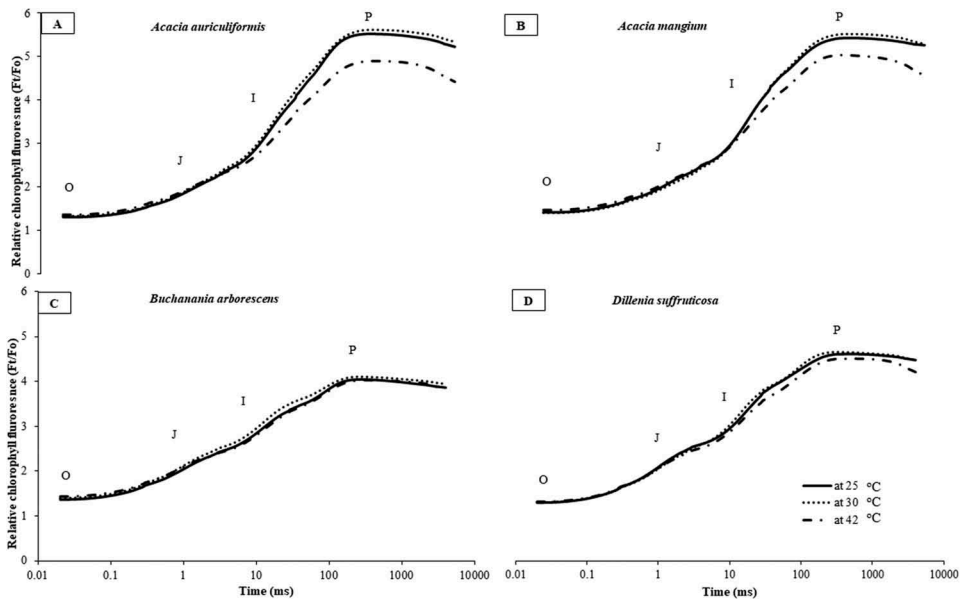 A
Acacia auriculiformis
P
I
J
O
Relative chlorophyll fluroresnce (Ft/Fo)
6
5
4
3
2
1
0
B
Acacia mangium
P
I
J
O
C
Buchanania arborescens
P
I
J
O
Relative chlorophyll fluroresnce (Ft/Fo)
6
5
4
3
2
1
0
0.01 0.1 1 10 100 1000 10000
Time (ms)
D
Dillenia suffruticosa
P
I
J
O
at 25 °C
at 30 °C
at 42 °C
0.01 0.1 1 10 100 1000 10000
Time (ms)